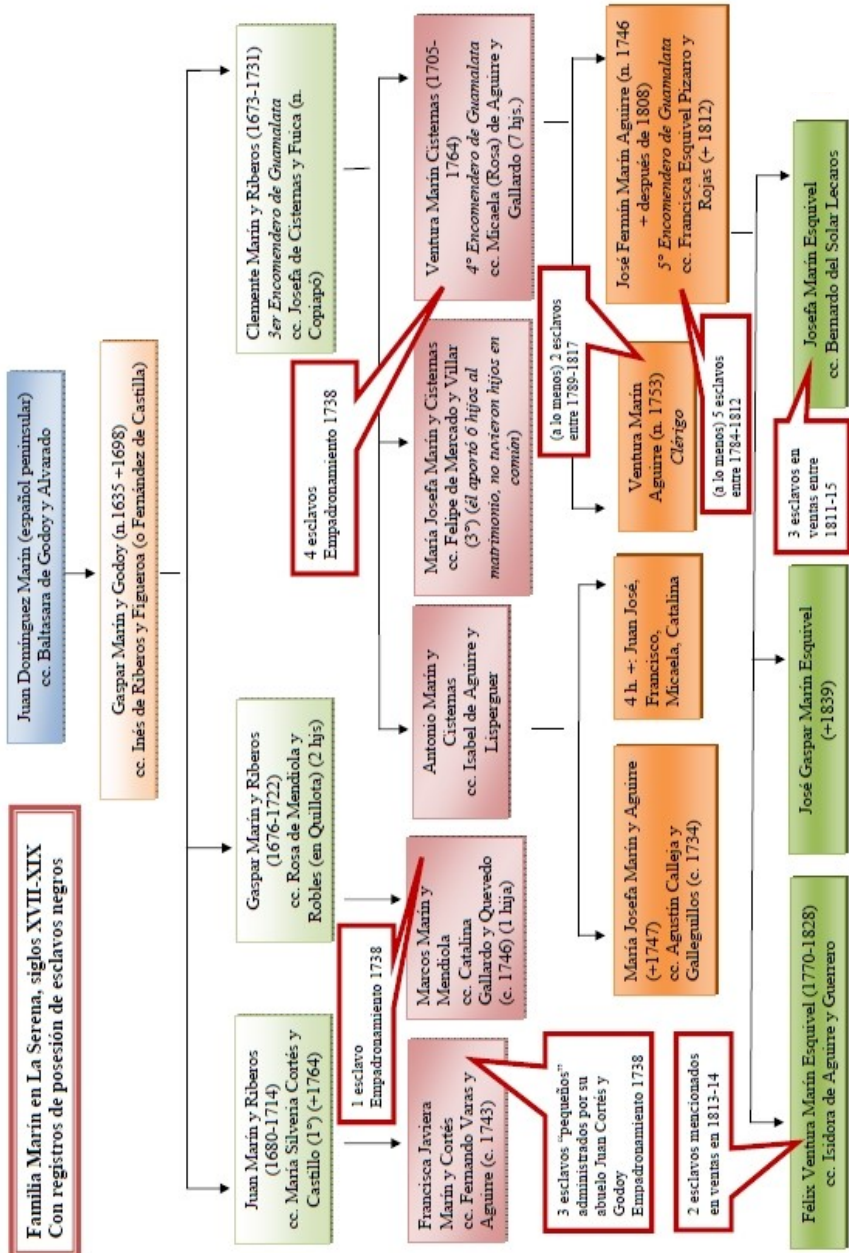 Familia Marín en La Serena, siglos XVII-XIX
Con registros de posesión de esclavos negros
Juan Domínguez Marín (español peninsular)
cc. Baltasara de Godoy y Alvarado
Gaspar Marín y Godoy (n.1635 +1698)
cc. Inés de Riberos y Figueroa (o Fernández de Castilla)
Juan Marín y Riberos
(1680-1714)
cc. María Silveria Cortés y
Castillo (1°) (+1764)
Gaspar Marín y Riberos
(1676-1722)
cc. Rosa de Mendiola y
Robles (en Quillota) (2 hjs)
Clemente Marín y Riberos (1673-1731)
3er Encomendero de Guamalata
cc. Josefa de Cisternas y Fuica (n.
Copiapó)
1 esclavo
Empadronamiento 1738
4 esclavos
Empadronamiento 1738
Francisca Javiera
Marín y Cortés
cc. Fernando Varas y
Aguirre (c. 1743)
Marcos Marín y
Mendiola
cc. Catalina
Gallardo y Quevedo
(c. 1746) (1 hija)
Antonio Marín y
Cisternas
cc. Isabel de Aguirre y
Lisperguer
María Josefa Marín y Cisternas
cc. Felipe de Mercado y Villar
(3°) (él aportó 6 hijos al
matrimonio, no tuvieron hijos en
común)
Ventura Marín Cisternas (1705-
1764)
4° Encomendero de Guamalata
cc. Micaela (Rosa) de Aguirre y
Gallardo (7 hjs.)
3 esclavos "pequeños"
administrados por su
abuelo Juan Cortés y
Godoy
Empadronamiento 1738
(a lo menos) 2 esclavos
entre 1789-1817
María Josefa Marín y Aguirre
(+1747)
cc. Agustín Calleja y
Galleguillos (c. 1734)
4 h. +: Juan José,
Francisco,
Micaela, Catalina
Ventura Marín
Aguirre (n. 1753)
Clérigo
José Fermín Marín Aguirre (n. 1746
+ después de 1808)
5° Encomendero de Guamalata
cc. Francisca Esquivel Pizarro y
Rojas (+ 1812)
2 esclavos mencionados
en ventas en 1813-14
(a lo menos) 5 esclavos
entre 1784-1812
3 esclavos en
ventas entre
1811-15
Félix Ventura Marín Esquivel (1770-1828)
cc. Isidora de Aguirre y Guerrero
José Gaspar Marín Esquivel
(+1839)
Josefa Marín Esquivel
cc. Bernardo del Solar Lecaros